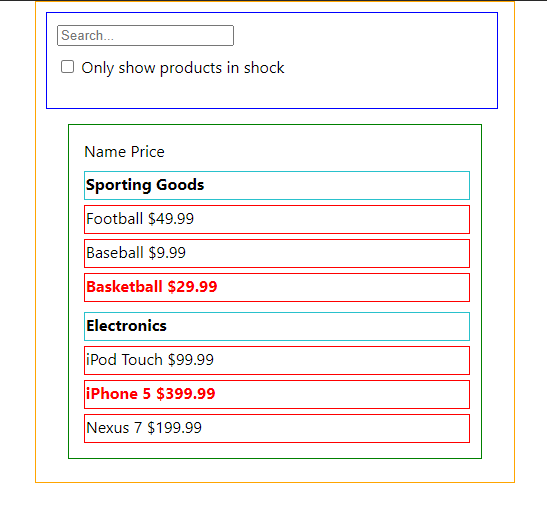 Search...
Only show products in shock
Name Price
Sporting Goods
Football $49.99
Baseball $9.99
Basketball $29.99
Electronics
iPod Touch $99.99
iPhone 5 $399.99
Nexus 7 $199.99